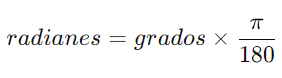 radianes = grados × π/180